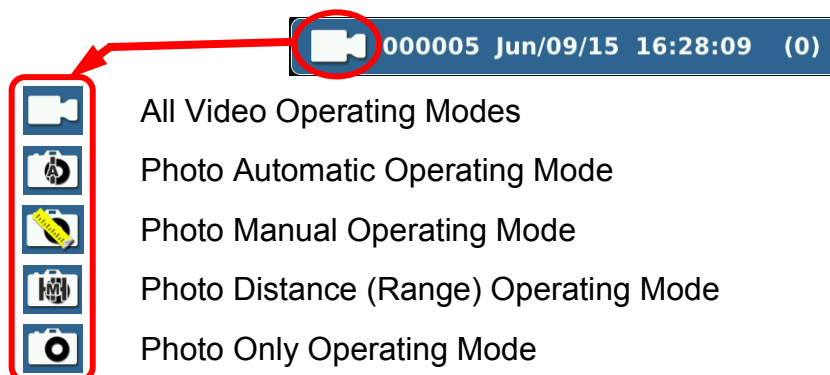 000005 Jun/09/15 16:28:09 (0)
All Video Operating Modes
A Photo Automatic Operating Mode
Photo Manual Operating Mode
M Photo Distance (Range) Operating Mode
Photo Only Operating Mode